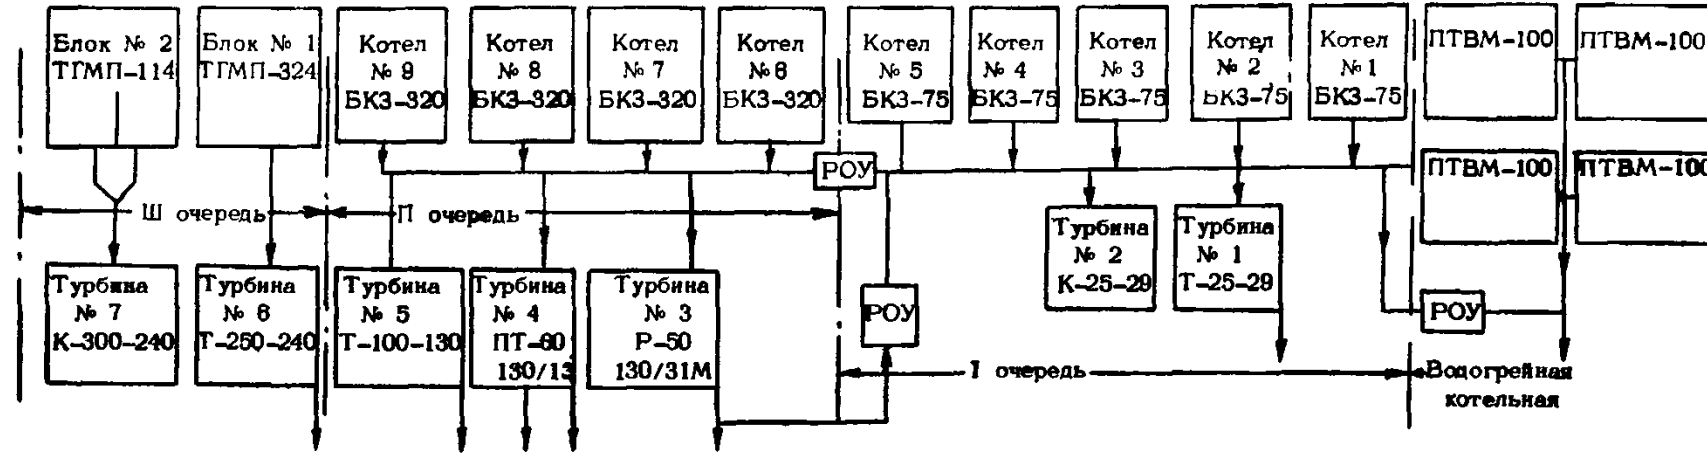 Блок № 2
ТГМП-114
Блок № 1
ТГМП-324
Котел
№ 9
БКЗ-320
Котел
№ 8
БКЗ-320
Котел
№ 7
БКЗ-320
Котел
№ 6
БКЗ-320
Котел
№ 5
БКЗ-75
Котел
№ 4
БКЗ-75
Котел
№ 3
БКЗ-75
Котел
№ 2
БКЗ-75
Котел
№ 1
БКЗ-75
ПТВМ-100
ПТВМ-100
РОУ
ПТВМ-100
ПТВМ-100
Ш очередь
П очередь
Турбина
№ 2
К-25-29
Турбина
№ 1
Т-25-29
Турбина
№ 7
К-300-240
Турбина
№ 6
Т-250-240
Турбина
№ 5
Т-100-130
Турбина
№ 4
ПТ-60
130/13
Турбина
№ 3
Р-50
130/31М
РОУ
РОУ
I очередь
Водогрейная
котельная